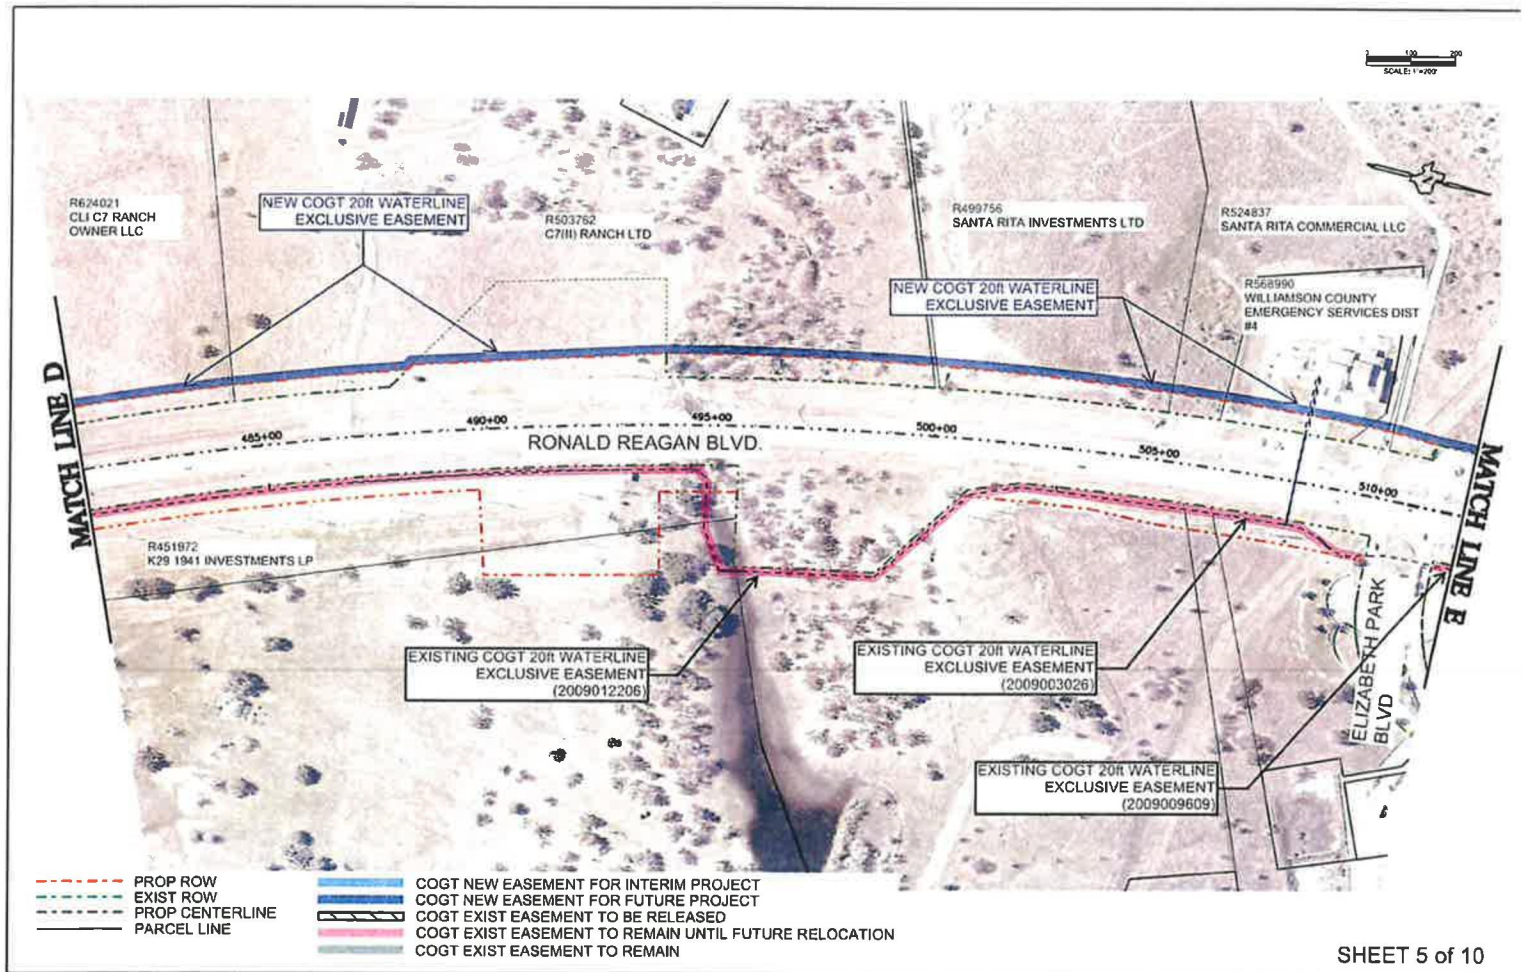 0 100 200
SCALE: 1"=200'
R624021
CLI C7 RANCH
OWNER LLC
NEW COGT 20ft WATERLINE
EXCLUSIVE EASEMENT
R503762
C7(III) RANCH LTD
R499756
SANTA RITA INVESTMENTS LTD
R524837
SANTA RITA COMMERCIAL LLC
NEW COGT 20ft WATERLINE
EXCLUSIVE EASEMENT
R568990
WILLIAMSON COUNTY
EMERGENCY SERVICES DIST
#4
MATCH LINE D
485+00
490+00
495+00
500+00
505+00
510+00
RONALD REAGAN BLVD.
MATCH LINE E
R451972
K29 1941 INVESTMENTS LP
EXISTING COGT 20ft WATERLINE
EXCLUSIVE EASEMENT
(2009012206)
EXISTING COGT 20ft WATERLINE
EXCLUSIVE EASEMENT
(2009003026)
ELIZABETH PARK
BLVD
EXISTING COGT 20ft WATERLINE
EXCLUSIVE EASEMENT
(2009009609)
PROP ROW
EXIST ROW
PROP CENTERLINE
PARCEL LINE
COGT NEW EASEMENT FOR INTERIM PROJECT
COGT NEW EASEMENT FOR FUTURE PROJECT
COGT EXIST EASEMENT TO BE RELEASED
COGT EXIST EASEMENT TO REMAIN UNTIL FUTURE RELOCATION
COGT EXIST EASEMENT TO REMAIN
SHEET 5 of 10